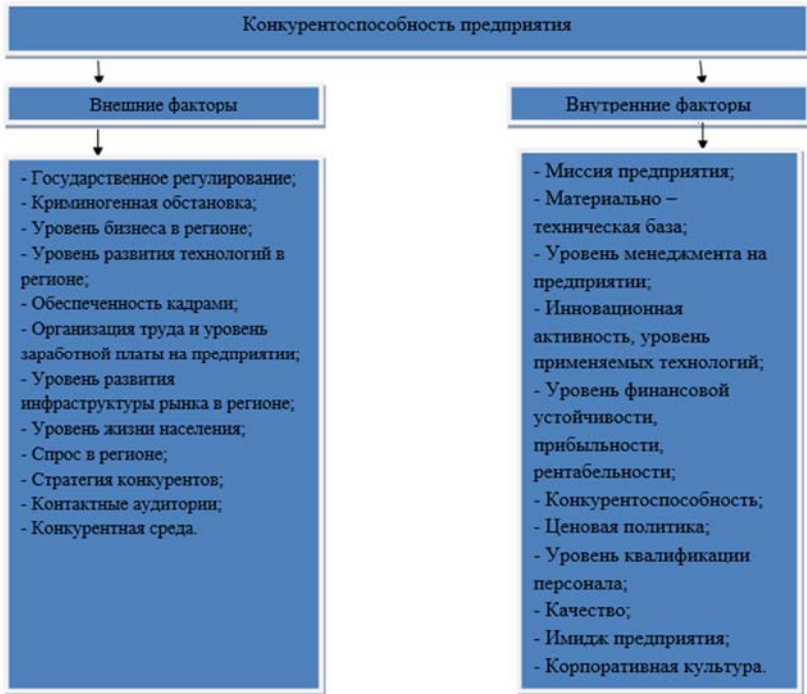 Конкурентоспособность предприятия
Внешние факторы
- Государственное регулирование;
- Криминогенная обстановка;
- Уровень бизнеса в регионе;
- Уровень развития технологий в
регионе;
- Обеспеченность кадрами;
- Организация труда и уровень
заработной платы на предприятии;
- Уровень развития
инфраструктуры рынка в регионе;
- Уровень жизни населения;
- Спрос в регионе;
- Стратегия конкурентов;
- Контактные аудитории;
- Конкурентная среда.
Внутренние факторы
- Миссия предприятия;
- Материально –
техническая база;
- Уровень менеджмента на
предприятии;
- Инновационная
активность, уровень
применяемых технологий;
- Уровень финансовой
устойчивости,
прибыльности,
рентабельности;
- Конкурентоспособность;
- Ценовая политика;
- Уровень квалификации
персонала;
- Качество;
- Имидж предприятия;
- Корпоративная культура.